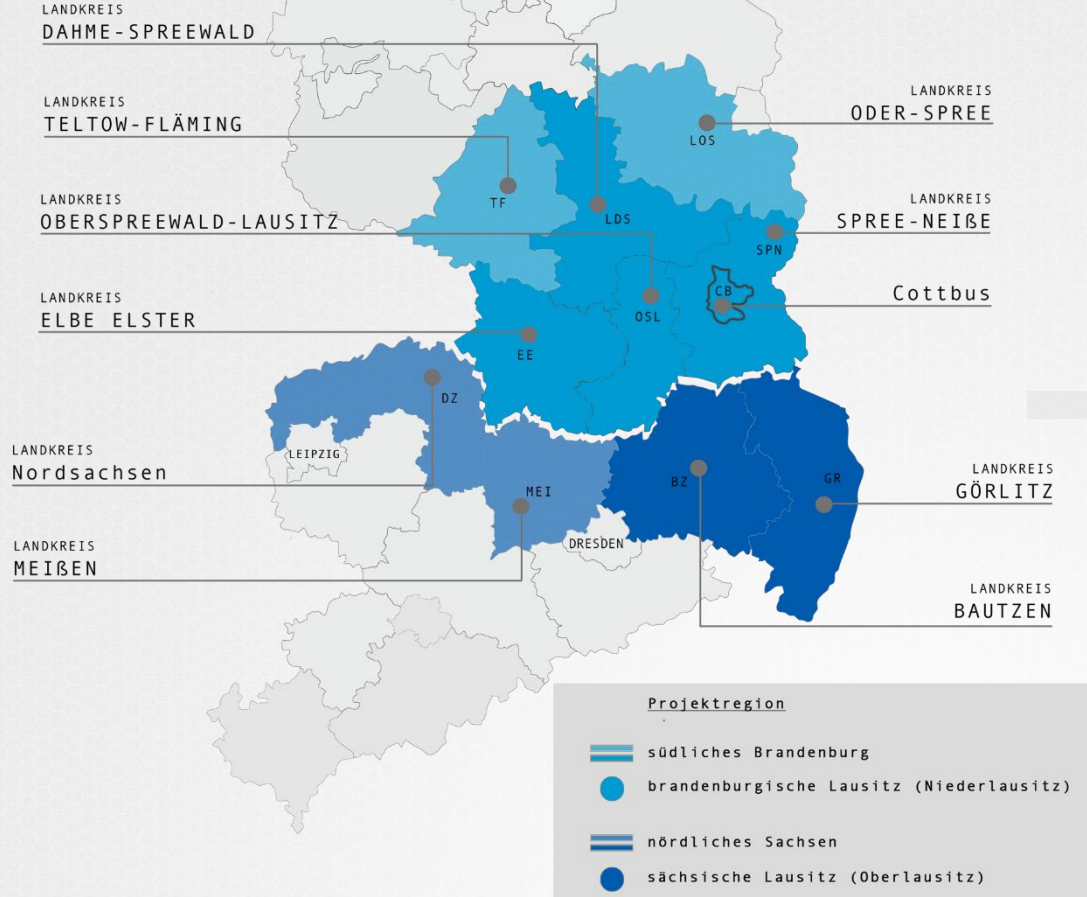 LANDKREIS
DAHME-SPREEWALD
LANDKREIS
TELTOW-FLÄMING
LANDKREIS
OBERSPREEWALD-LAUSITZ
LANDKREIS
ELBE ELSTER
LANDKREIS
Nordsachsen
LANDKREIS
MEIßEN
LANDKREIS
ODER-SPREE
LANDKREIS
SPREE-NEIßE
Cottbus
LANDKREIS
GÖRLITZ
LANDKREIS
BAUTZEN
LOS
TF
LDS
SPN
CB
OSL
EE
DZ
LEIPZIG
MEI
BZ
GR
DRESDEN
Projektregion
südliches Brandenburg
brandenburgische Lausitz (Niederlausitz)
nördliches Sachsen
sächsische Lausitz (Oberlausitz)